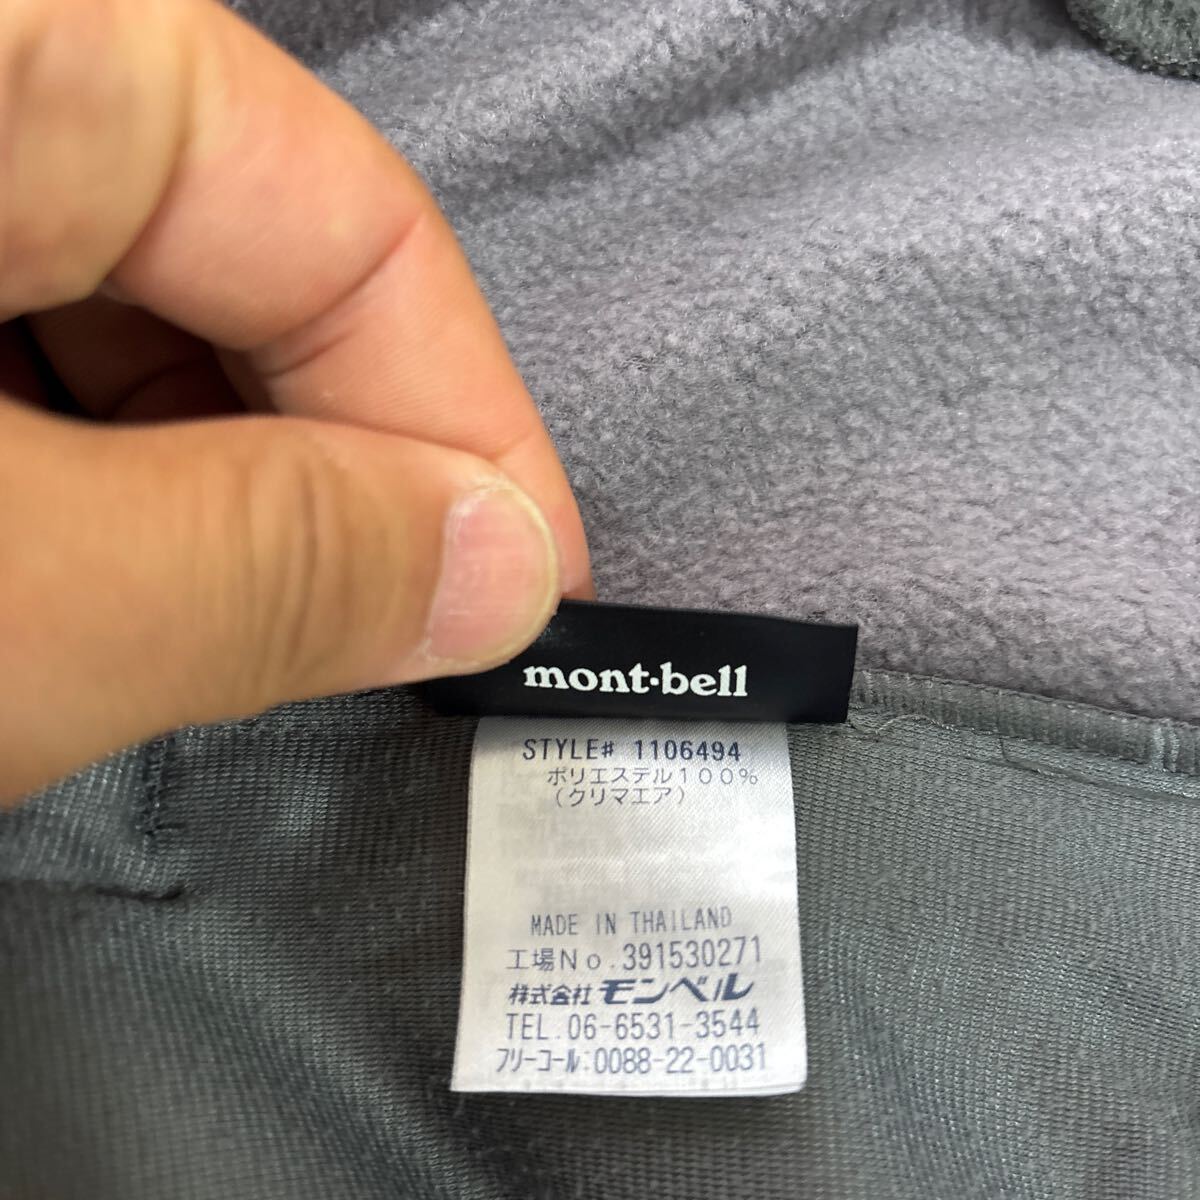 mont·bell
STYLE# 1106494
ポリエステル100%
(クリマエア)
MADE IN THAILAND
工場No.391530271
株式会社モンベル
TEL.06-6531-3544
フリーコール:0088-22-0031